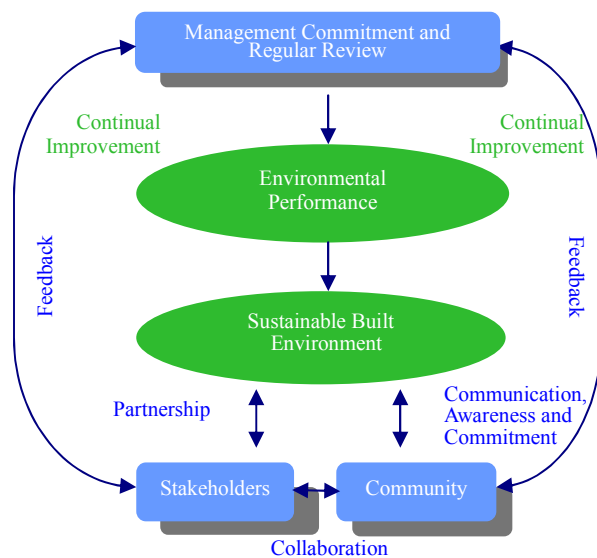 Management Commitment and
Regular Review
Continual
Improvement
Continual
Improvement
Environmental
Performance
Feedback
Feedback
Sustainable Built
Environment
Partnership
Communication,
Awareness and
Commitment
Stakeholders
Community
Collaboration